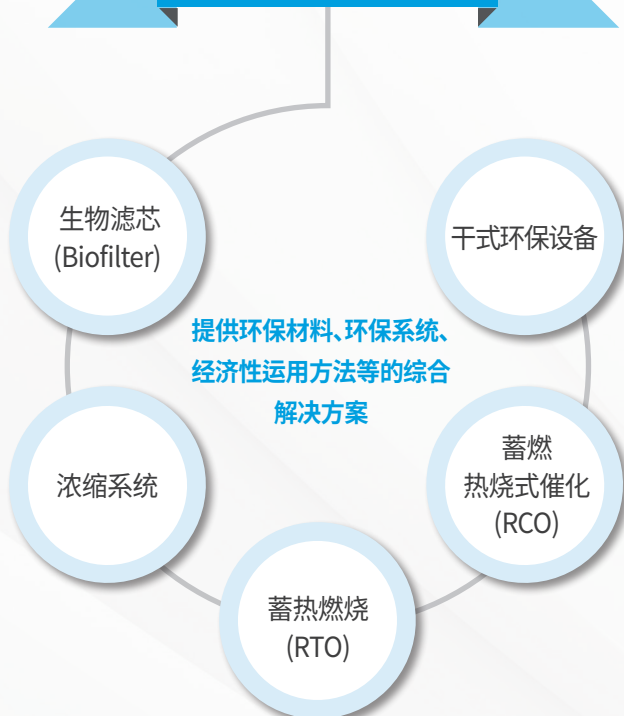 生物滤芯
(Biofilter)
干式环保设备
提供环保材料、环保系统、
经济性运用方法等的综合
解决方案
浓缩系统
蓄燃
热烧式催化
(RCO)
蓄热燃烧
(RTO)